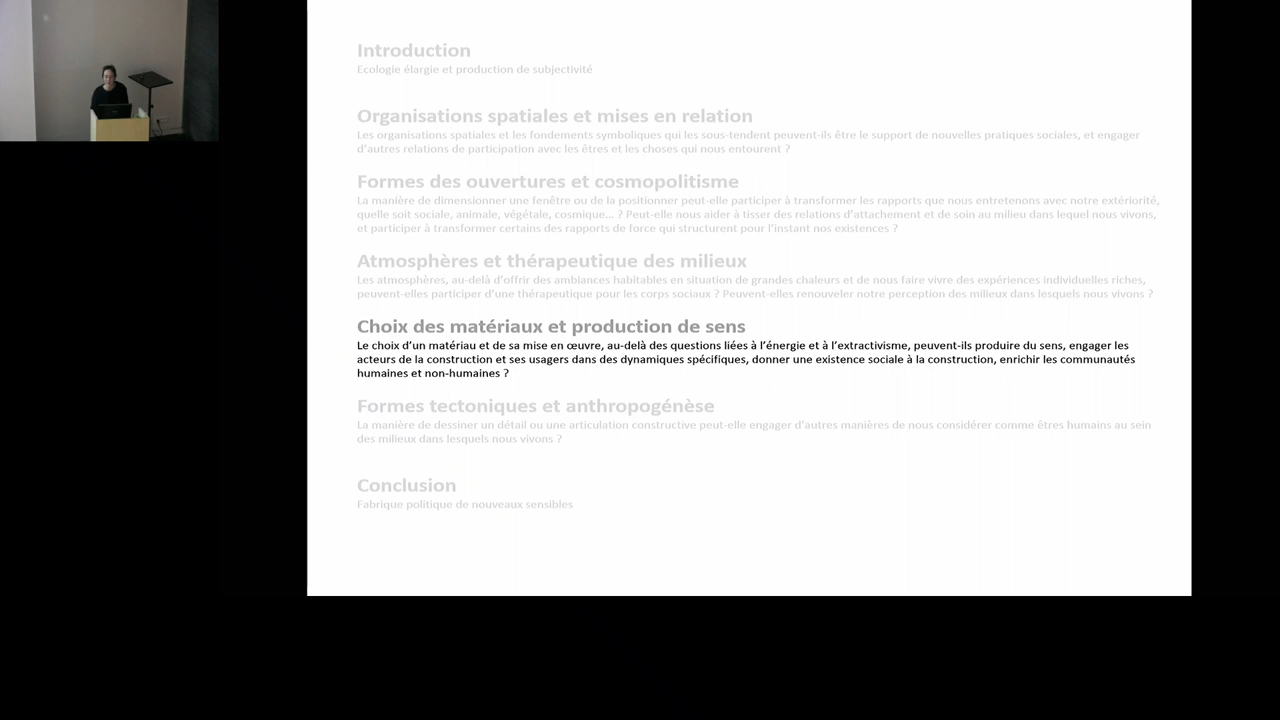 Introduction
Ecologie élargie et production de subjectivité
Organisations spatiales et mises en relation
Les organisations spatiales et les fondements symboliques qui les sous-tendent peuvent-ils être le support de nouvelles pratiques sociales, et engager
d'autres relations de participation avec les êtres et les choses qui nous entourent ?
Formes des ouvertures et cosmopolitisme
La manière de dimensionner une fenêtre ou de la positionner peut-elle participer à transformer les rapports que nous entretenons avec notre extériorité,
quelle soit sociale, animale, végétale, cosmique... ? Peut-elle nous aider à tisser des relations d'attachement et de soin au milieu dans lequel nous vivons,
et participer à transformer certains des rapports de force qui structurent pour l'instant nos existences ?
Atmosphères et thérapeutique des milieux
Les atmosphères, au-delà d'offrir des ambiances habitables en situation de grandes chaleurs et de nous faire vivre des expériences individuelles riches,
peuvent-elles participer d'une thérapeutique pour les corps sociaux ? Peuvent-elles renouveler notre perception des milieux dans lesquels nous vivons ?
Choix des matériaux et production de sens
Le choix d'un matériau et de sa mise en œuvre, au-delà des questions liées à l'énergie et à l'extractivisme, peuvent-ils produire du sens, engager les
acteurs de la construction et ses usagers dans des dynamiques spécifiques, donner une existence sociale à la construction, enrichir les communautés
humaines et non-humaines ?
Formes tectoniques et anthropogénèse
La manière de dessiner un détail ou une articulation constructive peut-elle engager d'autres manières de nous considérer comme êtres humains au sein
des milieux dans lesquels nous vivons ?
Conclusion
Fabrique politique de nouveaux sensibles